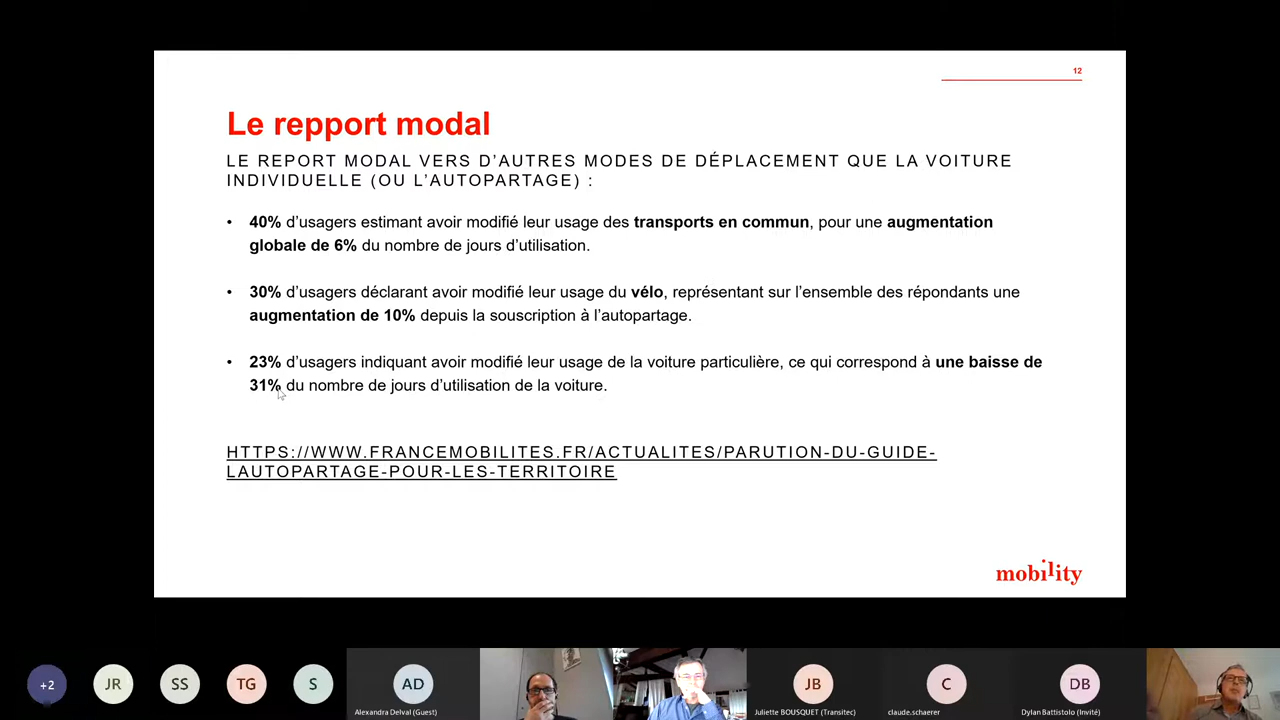 12
Le repport modal
LE REPORT MODAL VERS D’AUTRES MODES DE DÉPLACEMENT QUE LA VOITURE
INDIVIDUELLE (OU L’AUTOPARTAGE) :
• 40% d’usagers estimant avoir modifié leur usage des transports en commun, pour une augmentation
globale de 6% du nombre de jours d’utilisation.
• 30% d’usagers déclarant avoir modifié leur usage du vélo, représentant sur l’ensemble des répondants une
augmentation de 10% depuis la souscription à l’autopartage.
• 23% d’usagers indiquant avoir modifié leur usage de la voiture particulière, ce qui correspond à une baisse de
31% du nombre de jours d’utilisation de la voiture.
HTTPS://WWW.FRANCEMOBILITES.FR/ACTUALITES/PARUTION-DU-GUIDE-
LAUTOPARTAGE-POUR-LES-TERRITOIRE
mobility
+2 JR SS TG S AD JB C DB
Alexandra Delval (Guest) Juliette BOUSQUET (Transitec) claude.schaerer Dylan Battistolo (Invité)